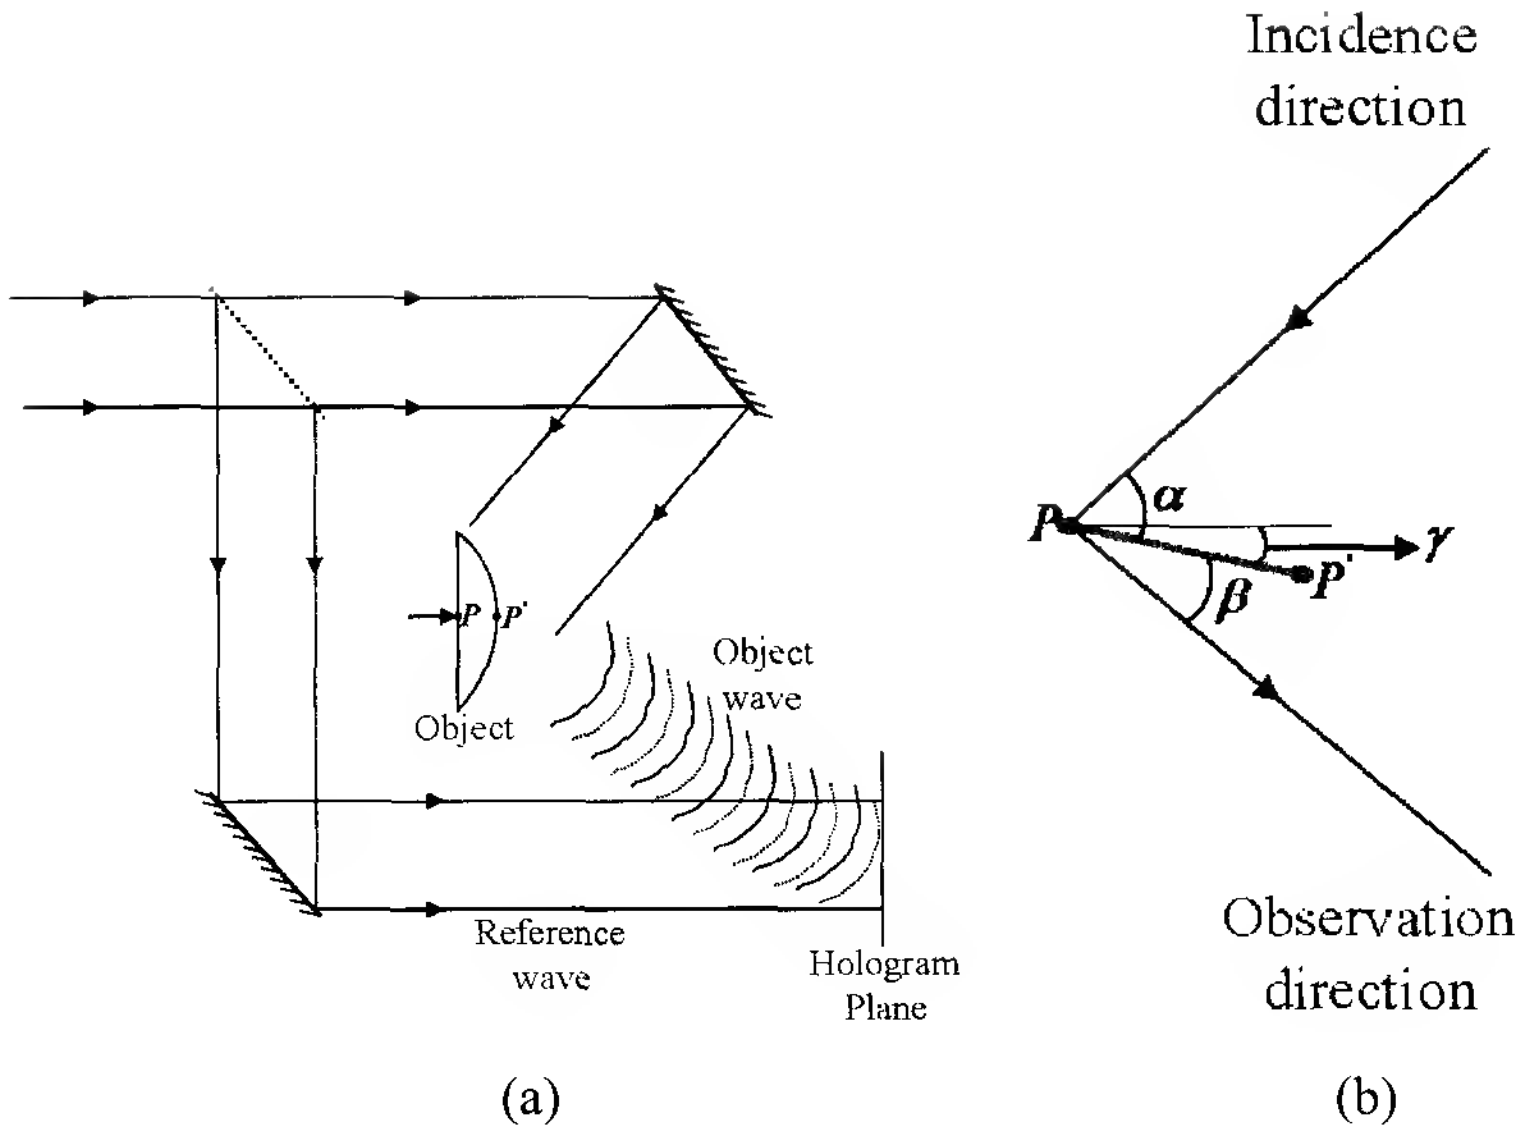 Incidence
direction
α
P
γ
P'
β
P P'
Object
wave
Object
Reference
wave
Hologram
Plane
Observation
direction
(a)
(b)